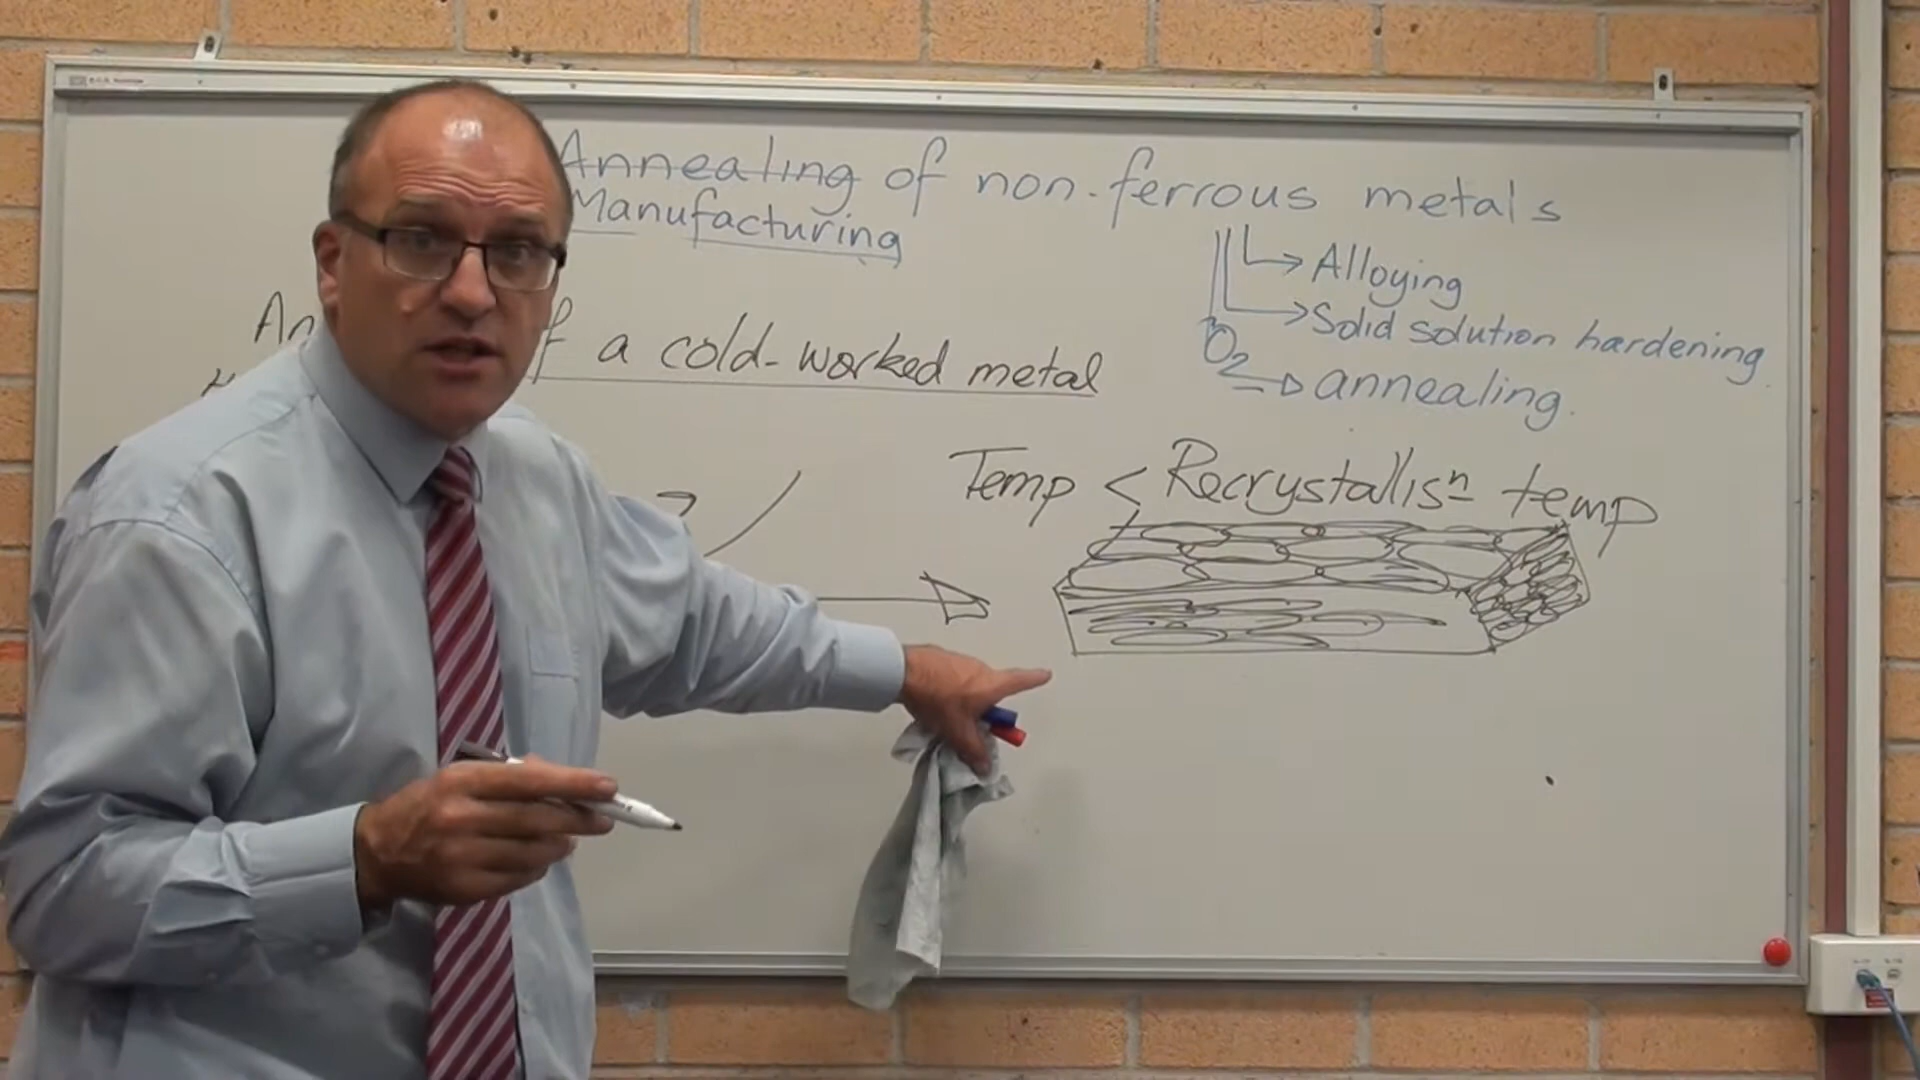 Annealing of non-ferrous metals
Manufacturing
Alloying
Solid solution hardening
O2
annealing.
a cold-worked metal
Temp < Recrystallisn temp